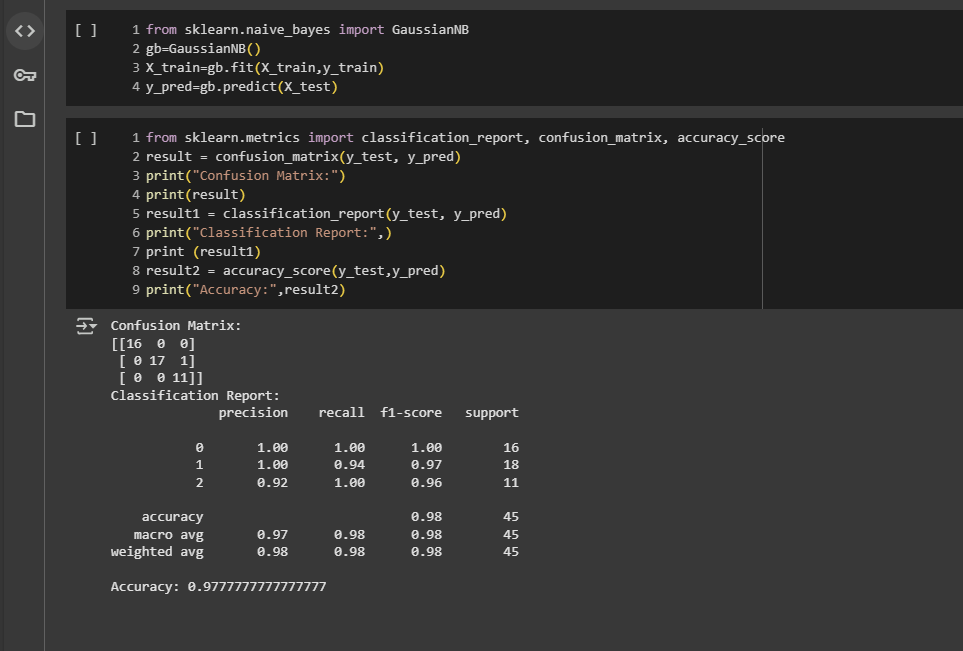 [ ] 1 from sklearn.naive_bayes import GaussianNB
2 gb=GaussianNB()
3 X_train=gb.fit(X_train,y_train)
4 y_pred=gb.predict(X_test)
[ ] 1 from sklearn.metrics import classification_report, confusion_matrix, accuracy_score
2 result = confusion_matrix(y_test, y_pred)
3 print("Confusion Matrix:")
4 print(result)
5 result1 = classification_report(y_test, y_pred)
6 print("Classification Report:",)
7 print (result1)
8 result2 = accuracy_score(y_test,y_pred)
9 print("Accuracy:",result2)
Confusion Matrix:
[[16  0  0]
 [ 0 17  1]
 [ 0  0 11]]
Classification Report:
              precision    recall  f1-score   support
           0       1.00      1.00      1.00        16
           1       1.00      0.94      0.97        18
           2       0.92      1.00      0.96        11
    accuracy                           0.98        45
   macro avg       0.97      0.98      0.98        45
weighted avg       0.98      0.98      0.98        45
Accuracy: 0.9777777777777777